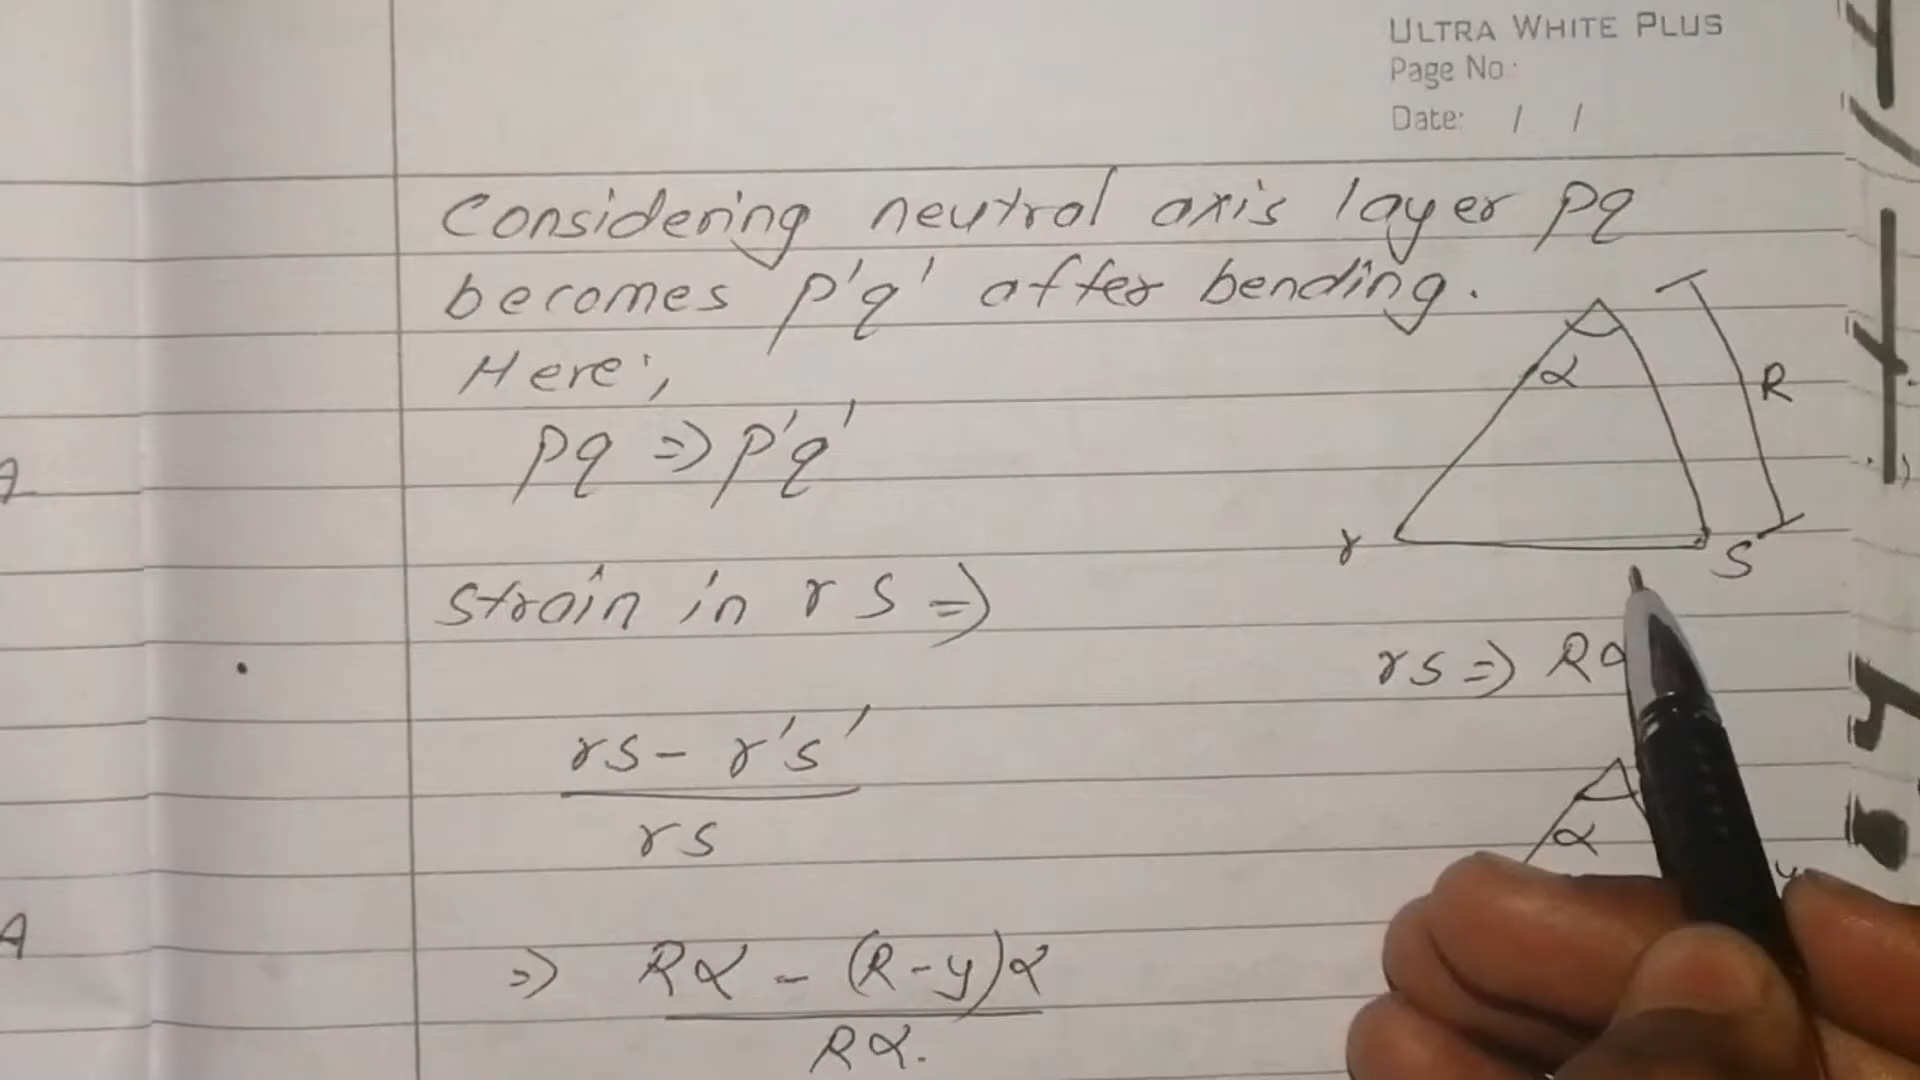 ULTRA WHITE PLUS
Page No:
Date: / /
Considering neutral axis layer pq
becomes p'q' after bending.
Here;
pq => p'q'
α
R
r
S
strain in rs =>
rs => Rα
rs - r's'
rs
α
=> Rα - (R-y)α
Rα.
A
A